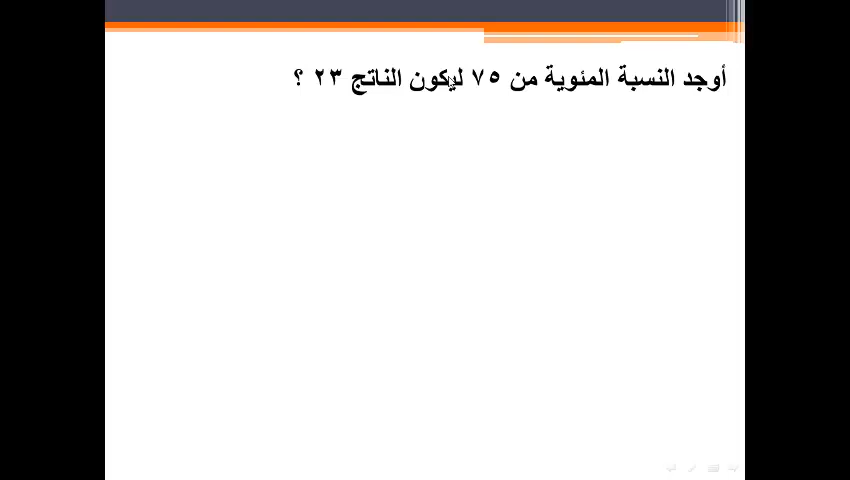 أوجد النسبة المئوية من ٧٥ ليكون الناتج ٢٣ ؟